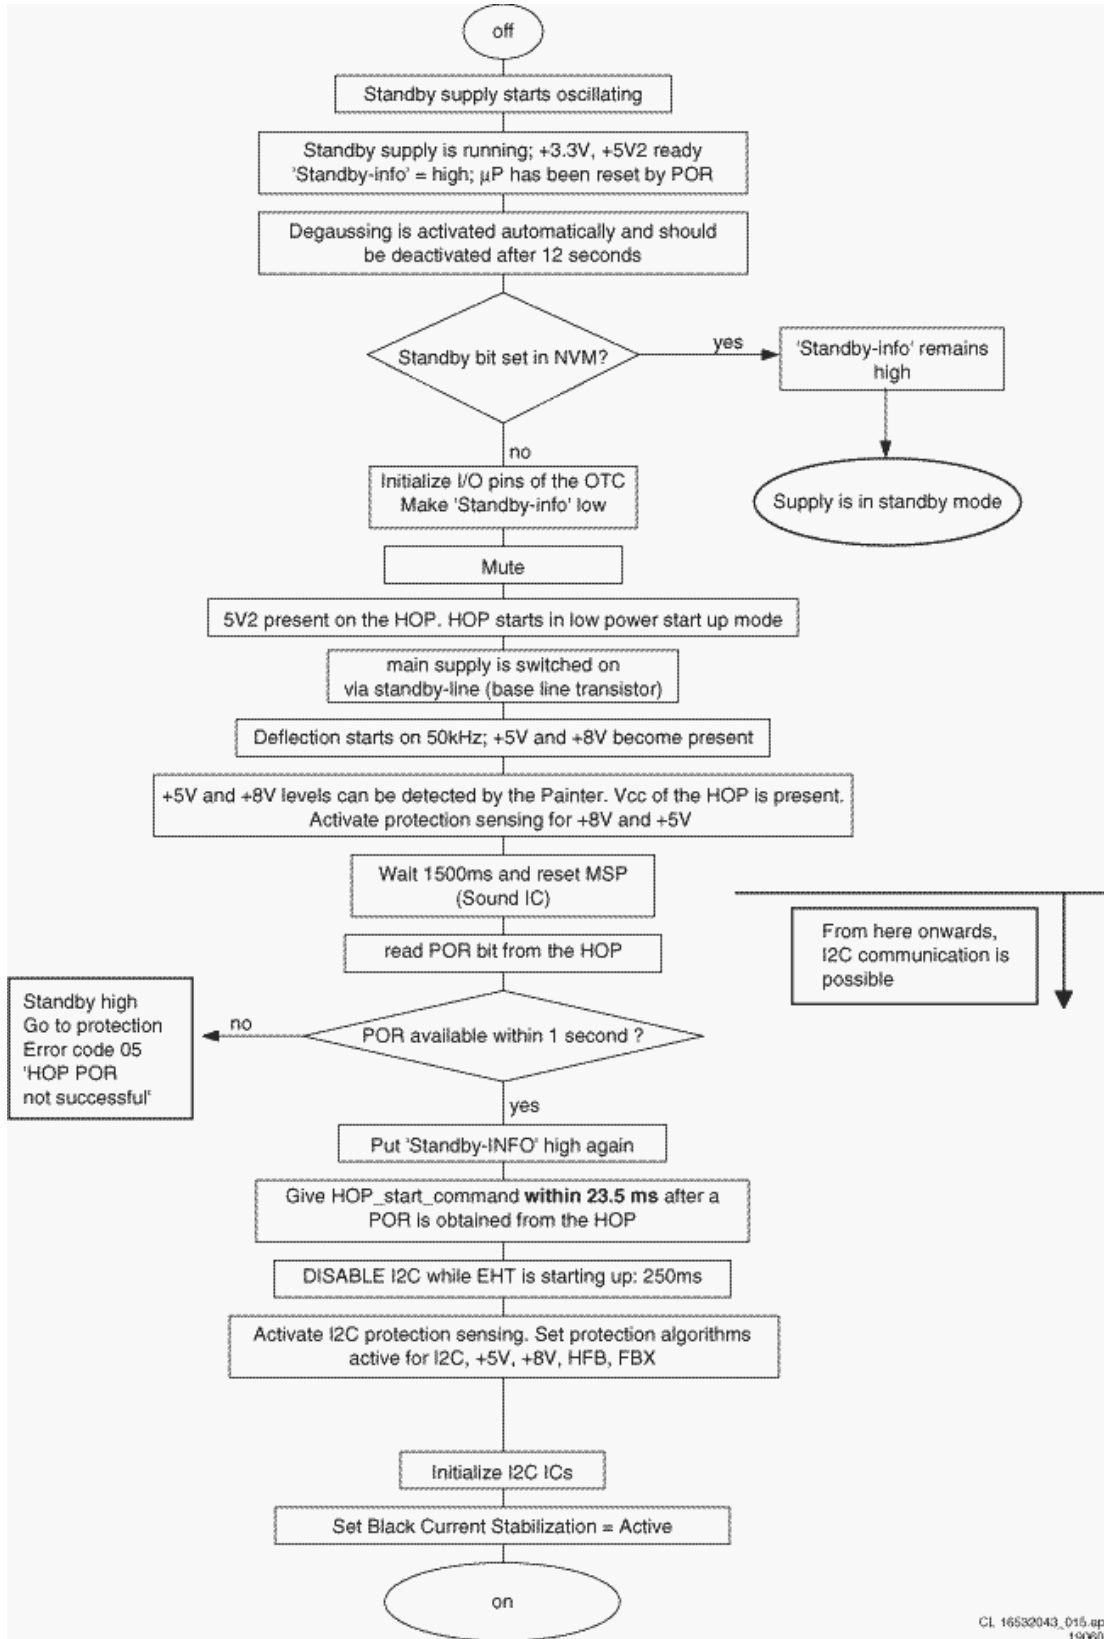 off
Standby supply starts oscillating
Standby supply is running; +3.3V, +5V2 ready
'Standby-info' = high; µP has been reset by POR
Degaussing is activated automatically and should
be deactivated after 12 seconds
Standby bit set in NVM?
yes
'Standby-info' remains
high
Supply is in standby mode
no
Initialize I/O pins of the OTC
Make 'Standby-info' low
Mute
5V2 present on the HOP. HOP starts in low power start up mode
main supply is switched on
via standby-line (base line transistor)
Deflection starts on 50kHz; +5V and +8V become present
+5V and +8V levels can be detected by the Painter. Vcc of the HOP is present.
Activate protection sensing for +8V and +5V
Wait 1500ms and reset MSP
(Sound IC)
From here onwards,
I2C communication is
possible
read POR bit from the HOP
POR available within 1 second ?
no
Standby high
Go to protection
Error code 05
'HOP POR
not successful'
yes
Put 'Standby-INFO' high again
Give HOP_start_command within 23.5 ms after a
POR is obtained from the HOP
DISABLE I2C while EHT is starting up: 250ms
Activate I2C protection sensing. Set protection algorithms
active for I2C, +5V, +8V, HFB, FBX
Initialize I2C ICs
Set Black Current Stabilization = Active
on
CL 16532043_015.ep